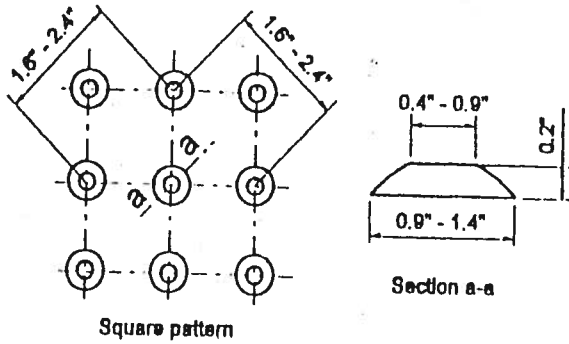 1.6" - 2.4"
1.6" - 2.4"
a
a
Square pattern
0.4" - 0.9"
0.2"
0.9" - 1.4"
Section a-a